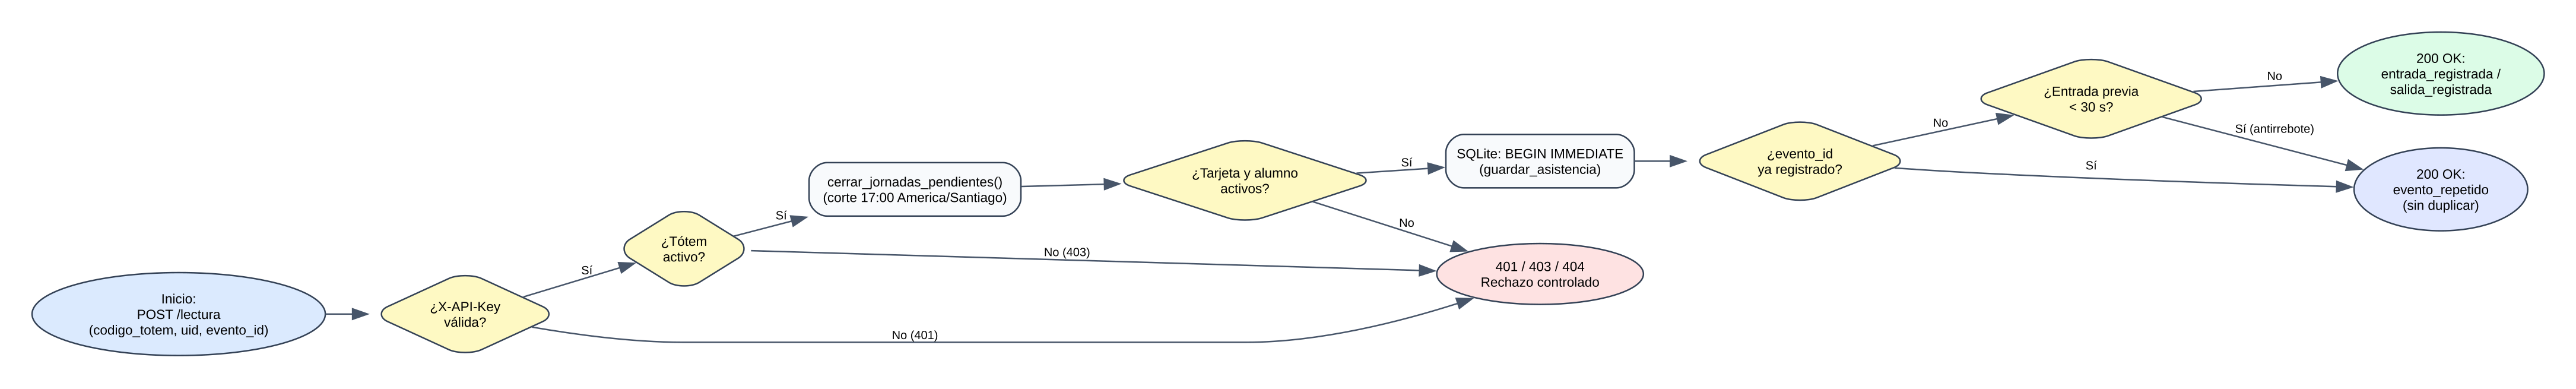 Inicio:
POST /lectura
(codigo_totem, uid, evento_id)
¿X-API-Key
válida?
Sí
No (401)
¿Tótem
activo?
Sí
No (403)
cerrar_jornadas_pendientes()
(corte 17:00 America/Santiago)
¿Tarjeta y alumno
activos?
Sí
No
SQLite: BEGIN IMMEDIATE
(guardar_asistencia)
401 / 403 / 404
Rechazo controlado
¿evento_id
ya registrado?
No
Sí
¿Entrada previa
< 30 s?
No
Sí (antirrebote)
200 OK:
entrada_registrada /
salida_registrada
200 OK:
evento_repetido
(sin duplicar)